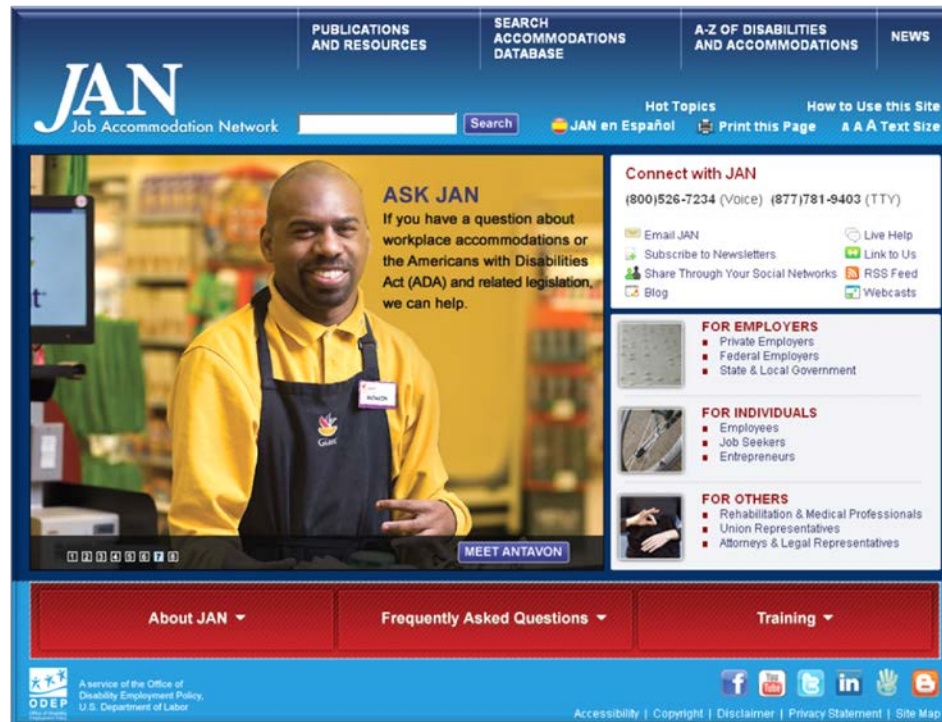 PUBLICATIONS
AND RESOURCES
SEARCH
ACCOMMODATIONS
DATABASE
A-Z OF DISABILITIES
AND ACCOMMODATIONS
NEWS
JAN
Job Accommodation Network
Search
Hot Topics
How to Use this Site
JAN en Español
Print this Page
A A A Text Size
ASK JAN
If you have a question about
workplace accommodations or
the Americans with Disabilities
Act (ADA) and related legislation,
we can help.
Giant
1 2 3 4 5 6 7 8
MEET ANTAVON
Connect with JAN
(800)526-7234 (Voice) (877)781-9403 (TTY)
Email JAN
Live Help
Subscribe to Newsletters
Link to Us
Share Through Your Social Networks
RSS Feed
Blog
Webcasts
FOR EMPLOYERS
Private Employers
Federal Employers
State & Local Government
FOR INDIVIDUALS
Employees
Job Seekers
Entrepreneurs
FOR OTHERS
Rehabilitation & Medical Professionals
Union Representatives
Attorneys & Legal Representatives
About JAN
Frequently Asked Questions
Training
ODEP
A service of the Office of
Disability Employment Policy,
U.S. Department of Labor
f
You
Tube
in
Accessibility | Copyright | Disclaimer | Privacy Statement | Site Map